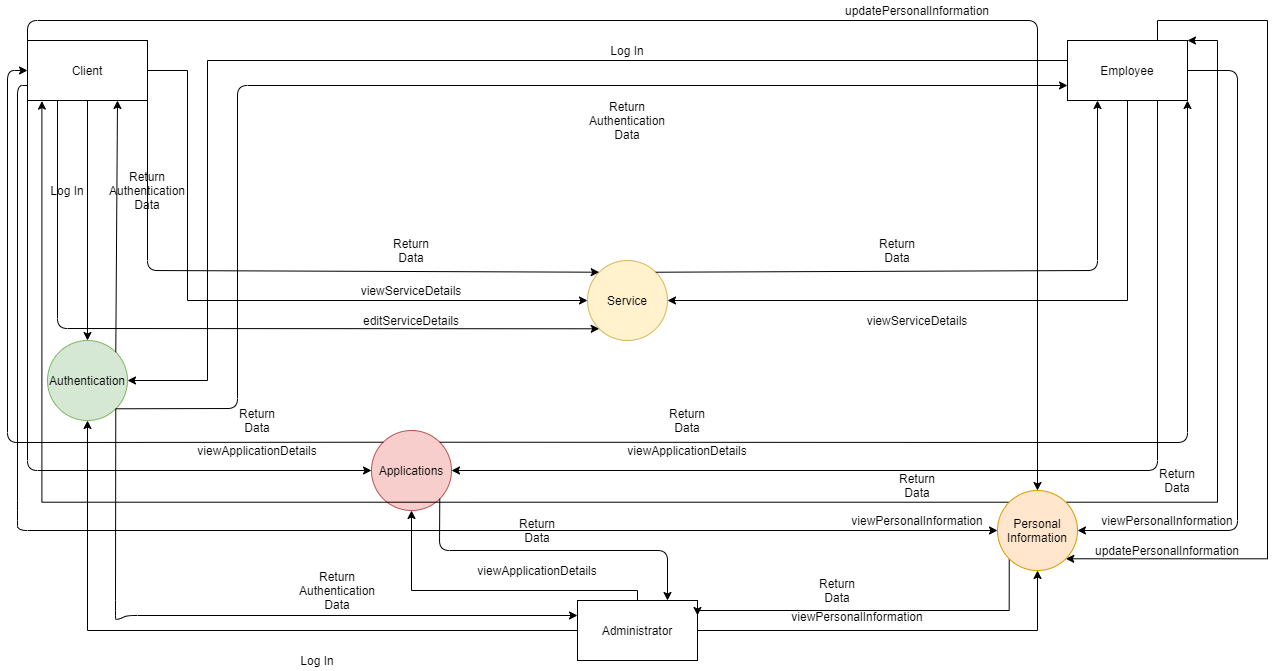 updatePersonalInformation
Log In
Client
Employee
Return
Authentication
Data
Log In
Return
Authentication
Data
Return
Data
Return
Data
viewServiceDetails
Service
editServiceDetails
viewServiceDetails
Authentication
Return
Data
Return
Data
viewApplicationDetails
viewApplicationDetails
Applications
Return
Data
Return
Data
Return
Data
viewPersonalInformation
Personal
Information
viewPersonalInformation
updatePersonalInformation
viewApplicationDetails
Return
Authentication
Data
Return
Data
viewPersonalInformation
Administrator
Log In